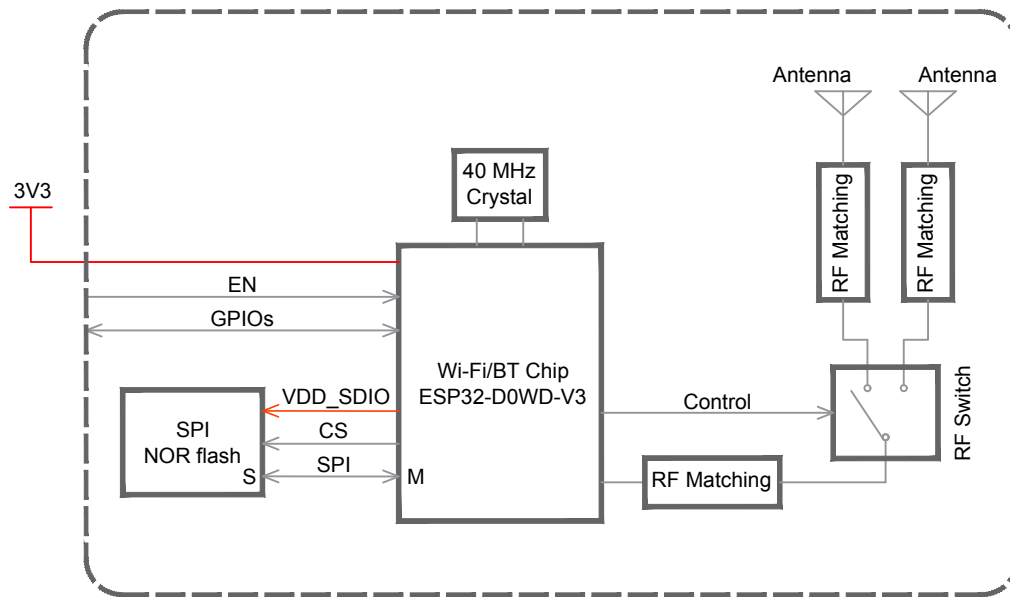 Antenna
Antenna
40 MHz
Crystal
RF Matching
RF Matching
3V3
EN
GPIOs
Wi-Fi/BT Chip
ESP32-D0WD-V3
VDD_SDIO
CS
SPI
SPI
NOR flash
S
M
Control
RF Switch
RF Matching